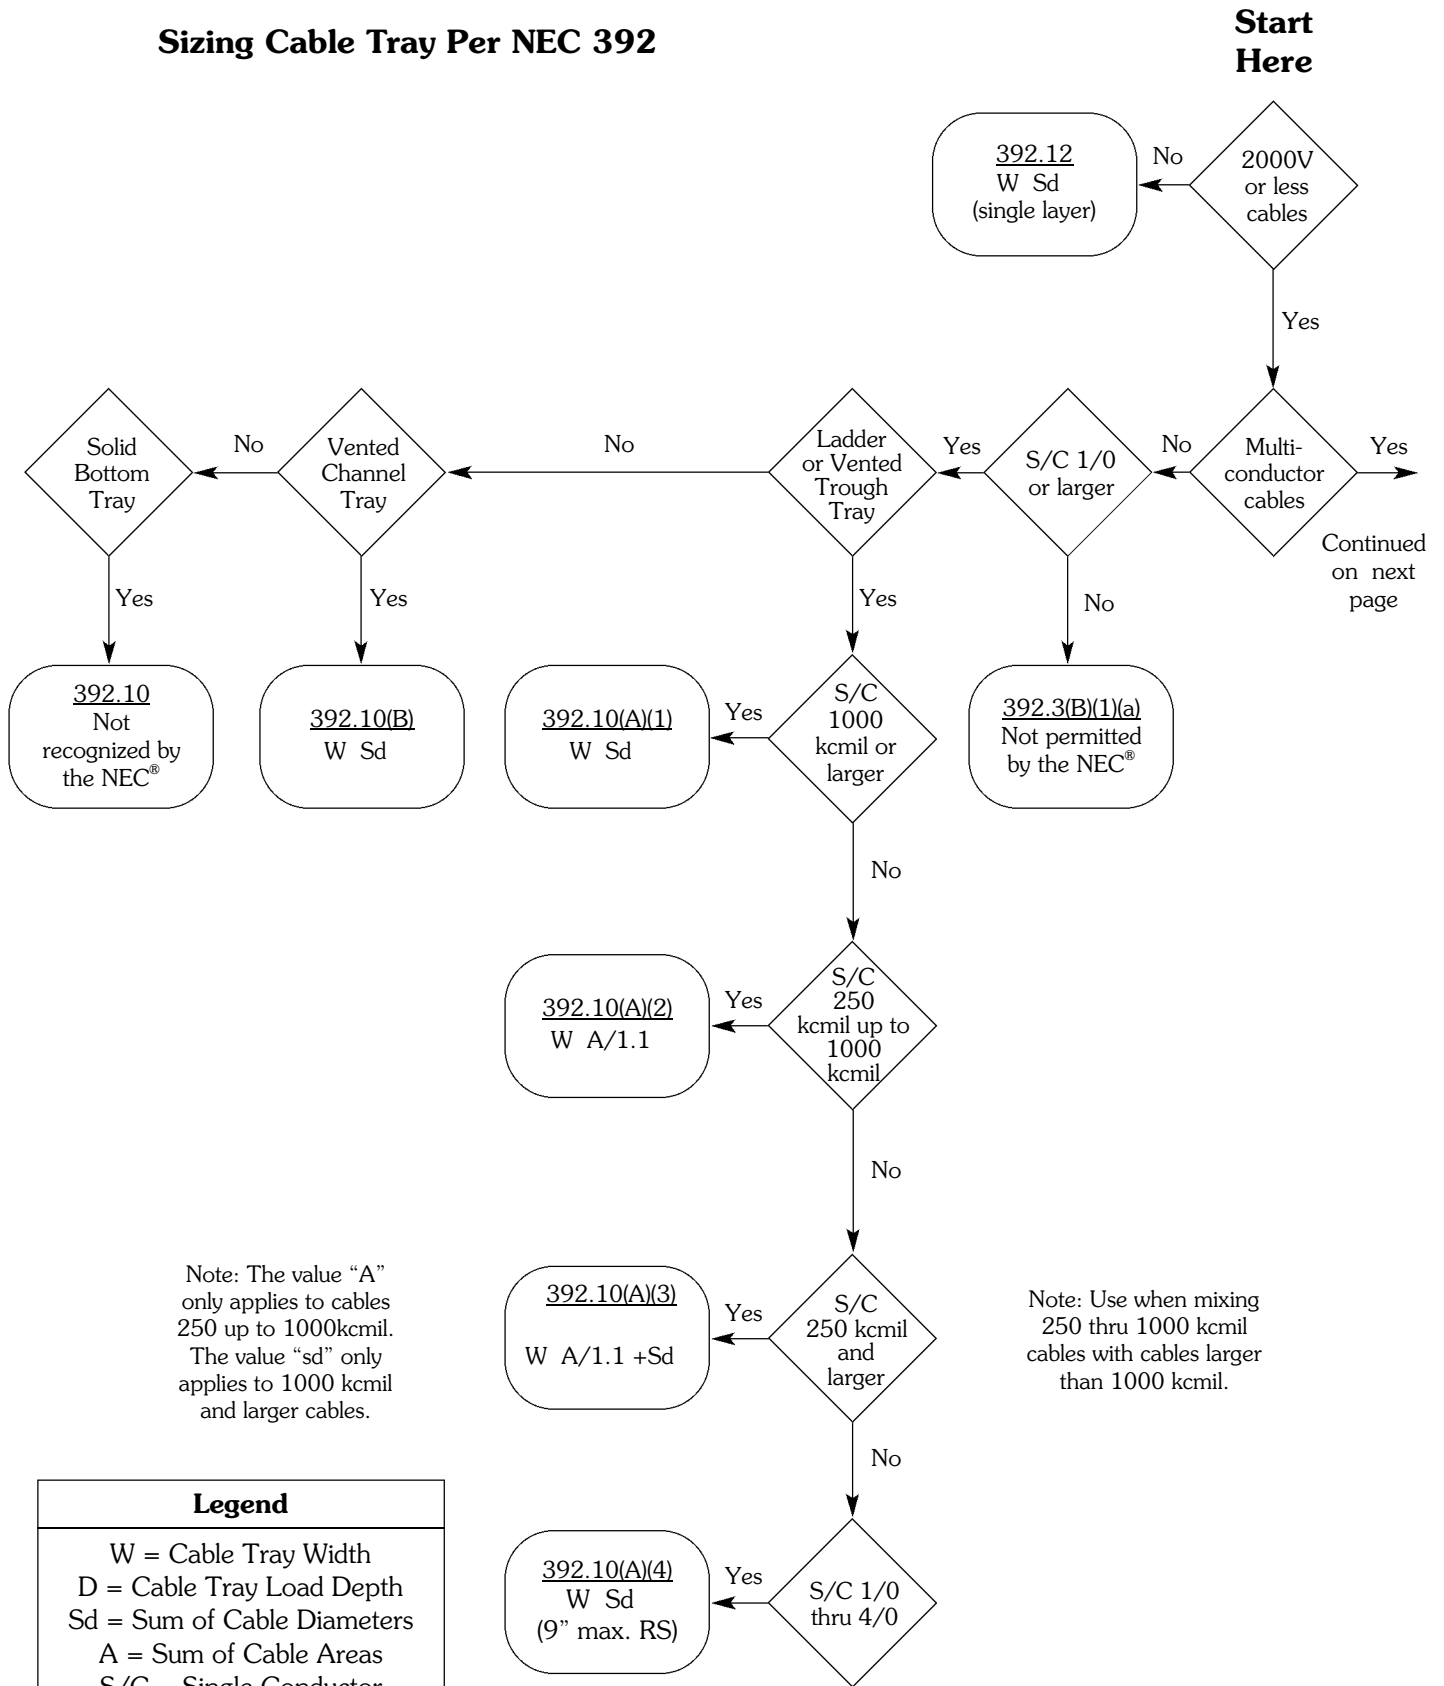 Sizing Cable Tray Per NEC 392
Start
Here
2000V
or less
cables
No
392.12
W Sd
(single layer)
Yes
Multi-
conductor
cables
Yes
Continued
on next
page
No
S/C 1/0
or larger
Yes
No
392.3(B)(1)(a)
Not permitted
by the NEC®
Ladder
or Vented
Trough
Tray
No
Vented
Channel
Tray
No
Solid
Bottom
Tray
Yes
392.10
Not
recognized by
the NEC®
Yes
392.10(B)
W Sd
Yes
S/C
1000
kcmil or
larger
Yes
392.10(A)(1)
W Sd
No
S/C
250
kcmil up to
1000
kcmil
Yes
392.10(A)(2)
W A/1.1
No
S/C
250 kcmil
and
larger
Yes
392.10(A)(3)
W A/1.1 +Sd
Note: The value “A”
only applies to cables
250 up to 1000kcmil.
The value “sd” only
applies to 1000 kcmil
and larger cables.
Note: Use when mixing
250 thru 1000 kcmil
cables with cables larger
than 1000 kcmil.
No
S/C 1/0
thru 4/0
Yes
392.10(A)(4)
W Sd
(9” max. RS)
Legend
W = Cable Tray Width
D = Cable Tray Load Depth
Sd = Sum of Cable Diameters
A = Sum of Cable Areas
S/C = Single Conductor